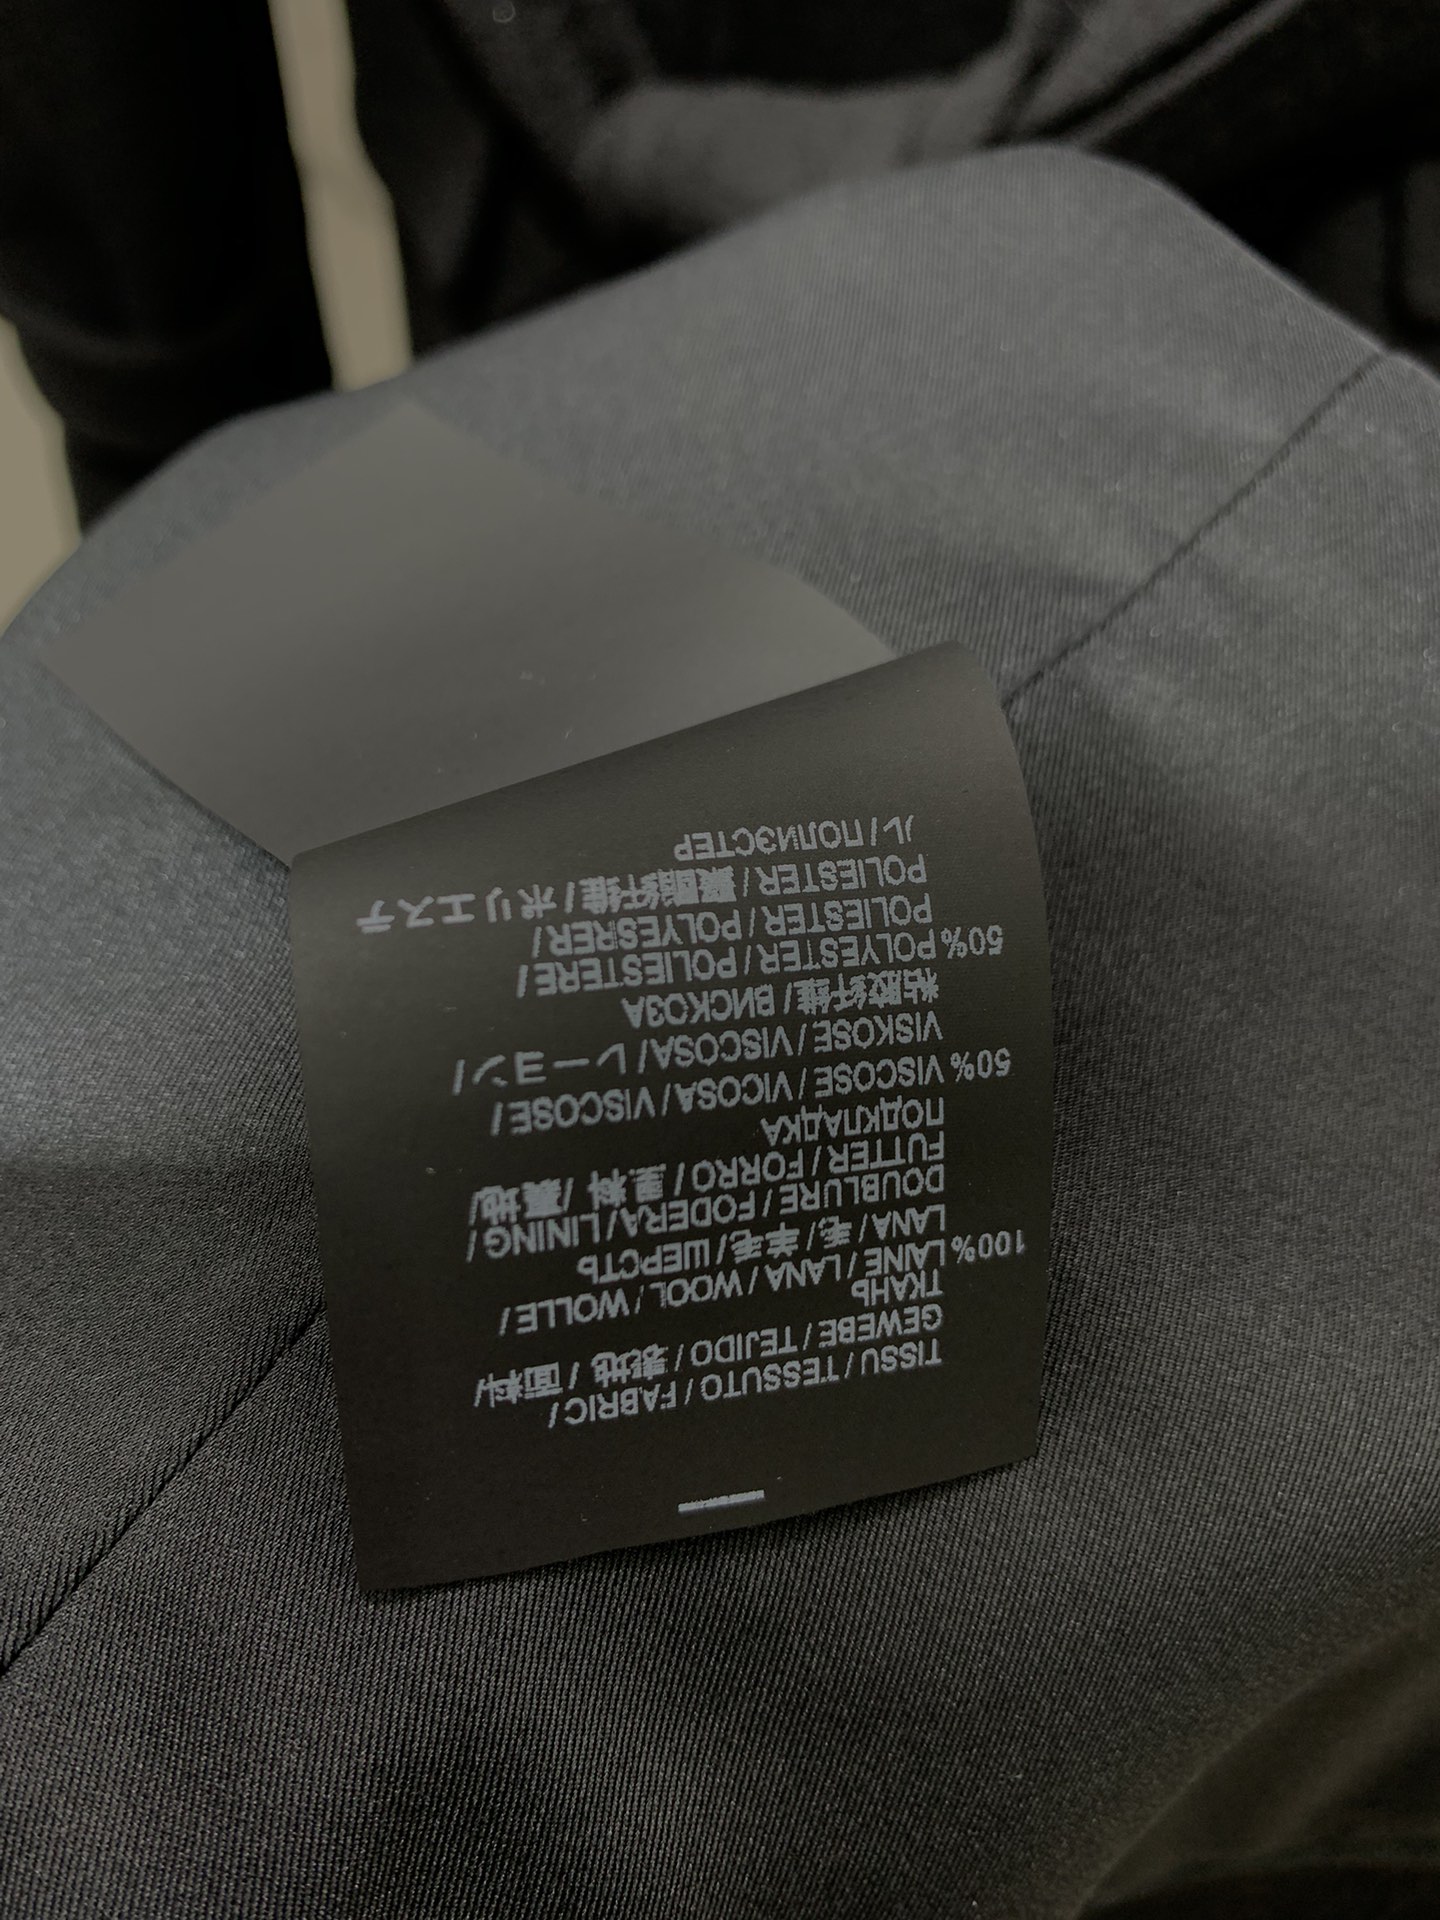 TISSU / TESSUTO / FABRIC /
GEWEBE / TEJIDO / 表地 / 面料/
ТКАНЬ
100% LAINE / LANA / WOOL / WOLLE /
LANA / 毛 / 羊毛 / ШЕРСТЬ
DOUBLURE / FODERA / LINING /
FUTTER / FORRO / 里料 / 裏地/
ПОДКЛАДКА
50% VISCOSE / VICOSA / VISCOSE /
VISKOSE / VISCOSA / レーヨン /
粘胶纤维 / ВИСКОЗА
50% POLYESTER / POLIESTERE /
POLIESTER / POLYESRER /
POLIESTER / 聚酯纤维 / ポリエステ
ル / ПОЛИЭСТЕР